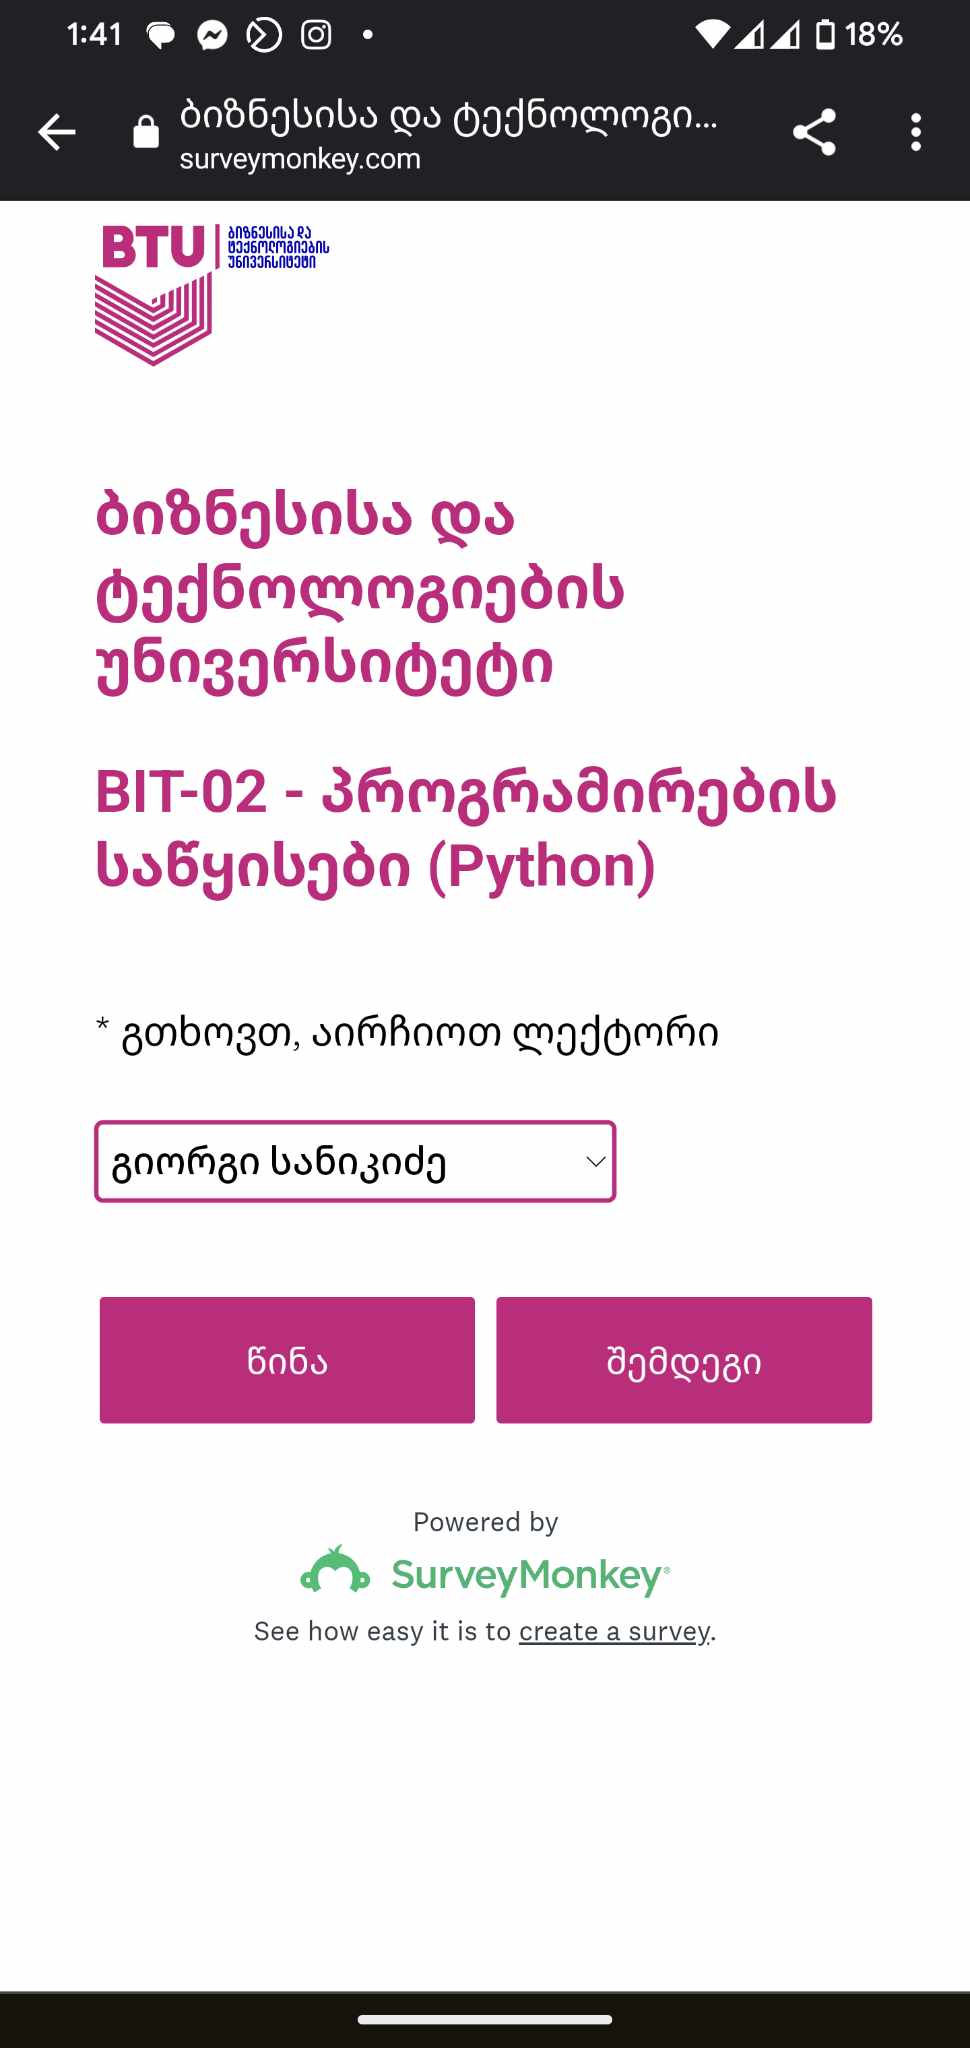 1:41 18%
ბიზნესისა და ტექნოლოგი...
surveymonkey.com
BTU
ბიზნესისა და
ტექნოლოგიების
უნივერსიტეტი
ბიზნესისა და
ტექნოლოგიების
უნივერსიტეტი
BIT-02 - პროგრამირების
საწყისები (Python)
* გთხოვთ, აირჩიოთ ლექტორი
გიორგი სანიკიძე
წინა შემდეგი
Powered by
SurveyMonkey®
See how easy it is to create a survey.